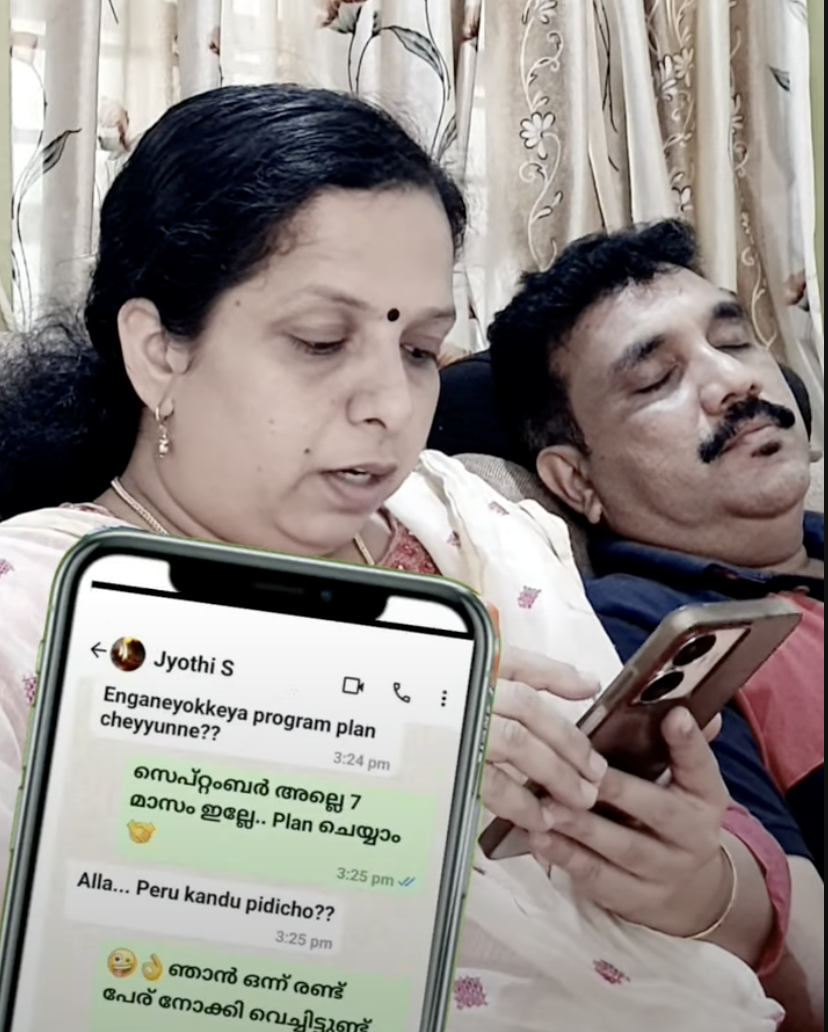 Jyothi S
Enganeyokkeya program plan
cheyyunne??
3:24 pm
സെപ്റ്റംബർ അല്ലെ 7
മാസം ഇല്ലേ.. Plan ചെയ്യാം
🤝
3:25 pm
Alla... Peru kandu pidicho??
3:25 pm
🤪👌ഞാൻ ഒന്ന് രണ്ട്
പേര് നോക്കി വെച്ചിട്ടുണ്ട്